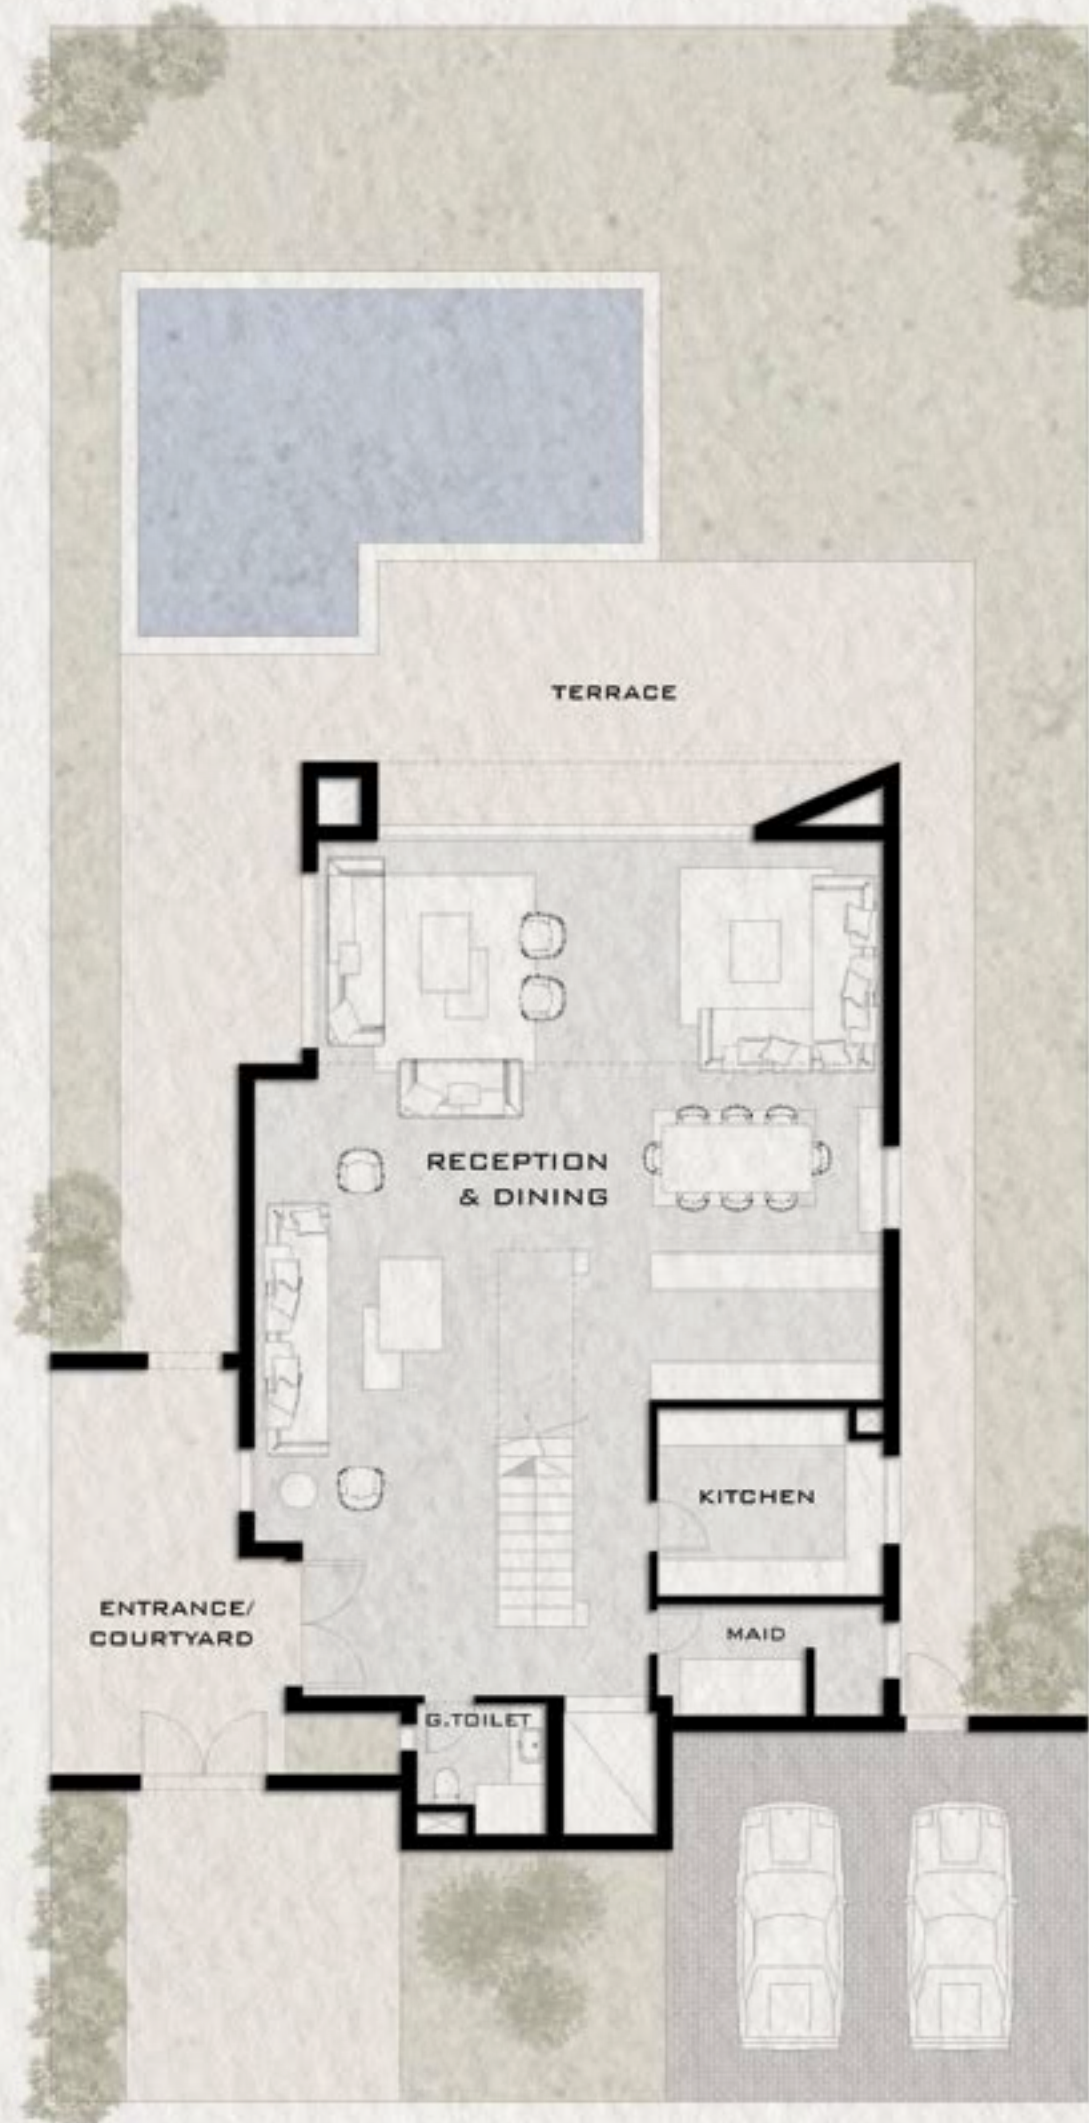 TERRACE
RECEPTION
& DINING
KITCHEN
ENTRANCE/
COURTYARD
MAID
G.TOILET